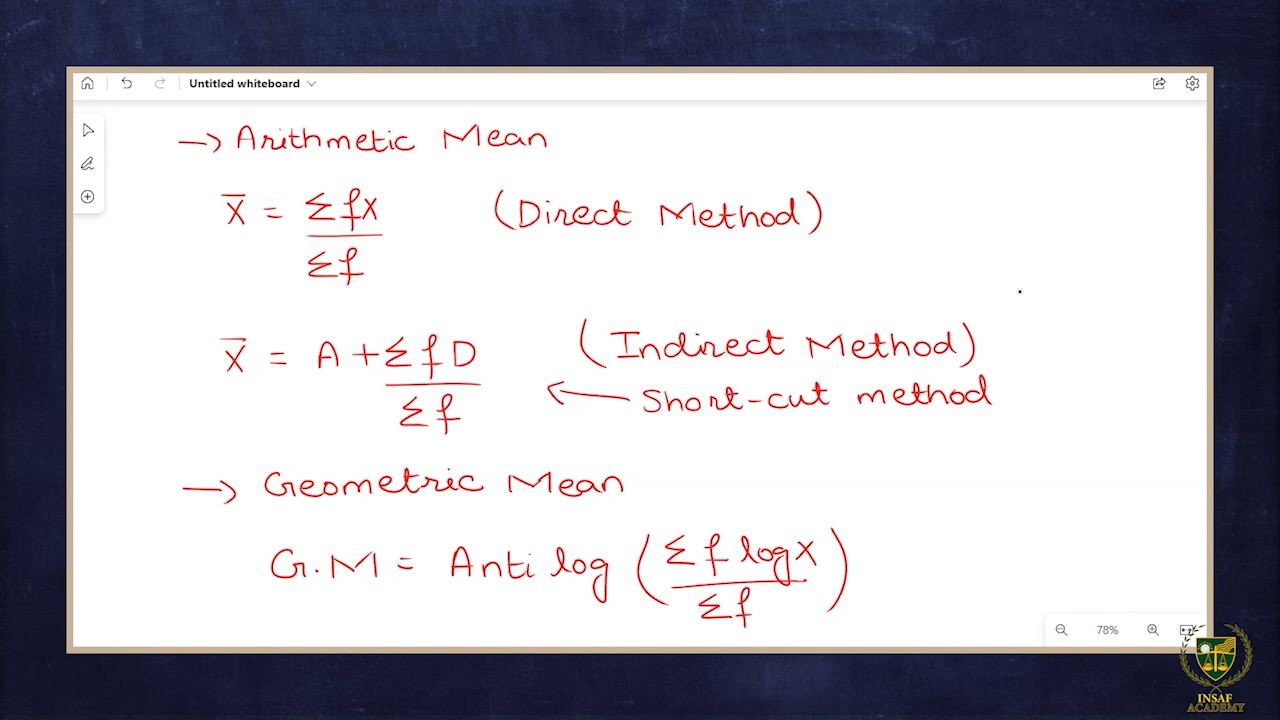 Untitled whiteboard
→ Arithmetic Mean
X̄ = Σfx / Σf (Direct Method)
X̄ = A + ΣfD / Σf (Indirect Method)
← Short-cut method
→ Geometric Mean
G.M = Anti log (Σ f log x / Σf)
78%
INSAF
ACADEMY